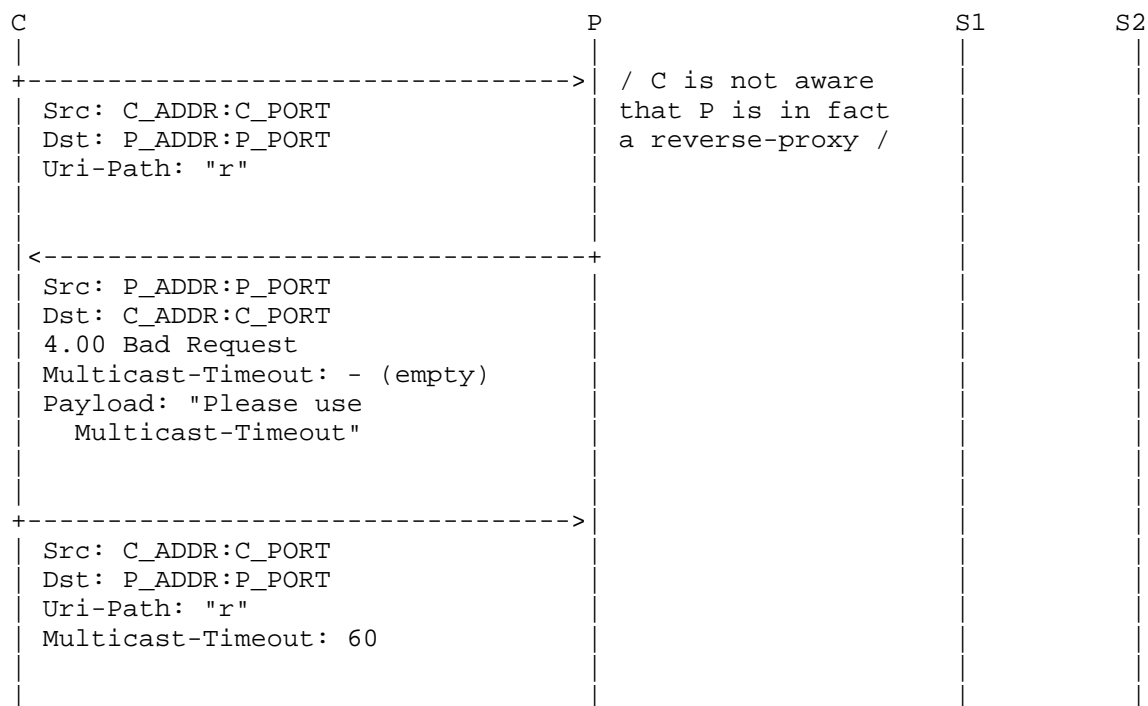 C P S1 S2
/ C is not aware
Src: C_ADDR:C_PORT that P is in fact
Dst: P_ADDR:P_PORT a reverse-proxy /
Uri-Path: "r"
Src: P_ADDR:P_PORT
Dst: C_ADDR:C_PORT
4.00 Bad Request
Multicast-Timeout: - (empty)
Payload: "Please use
Multicast-Timeout"
Src: C_ADDR:C_PORT
Dst: P_ADDR:P_PORT
Uri-Path: "r"
Multicast-Timeout: 60